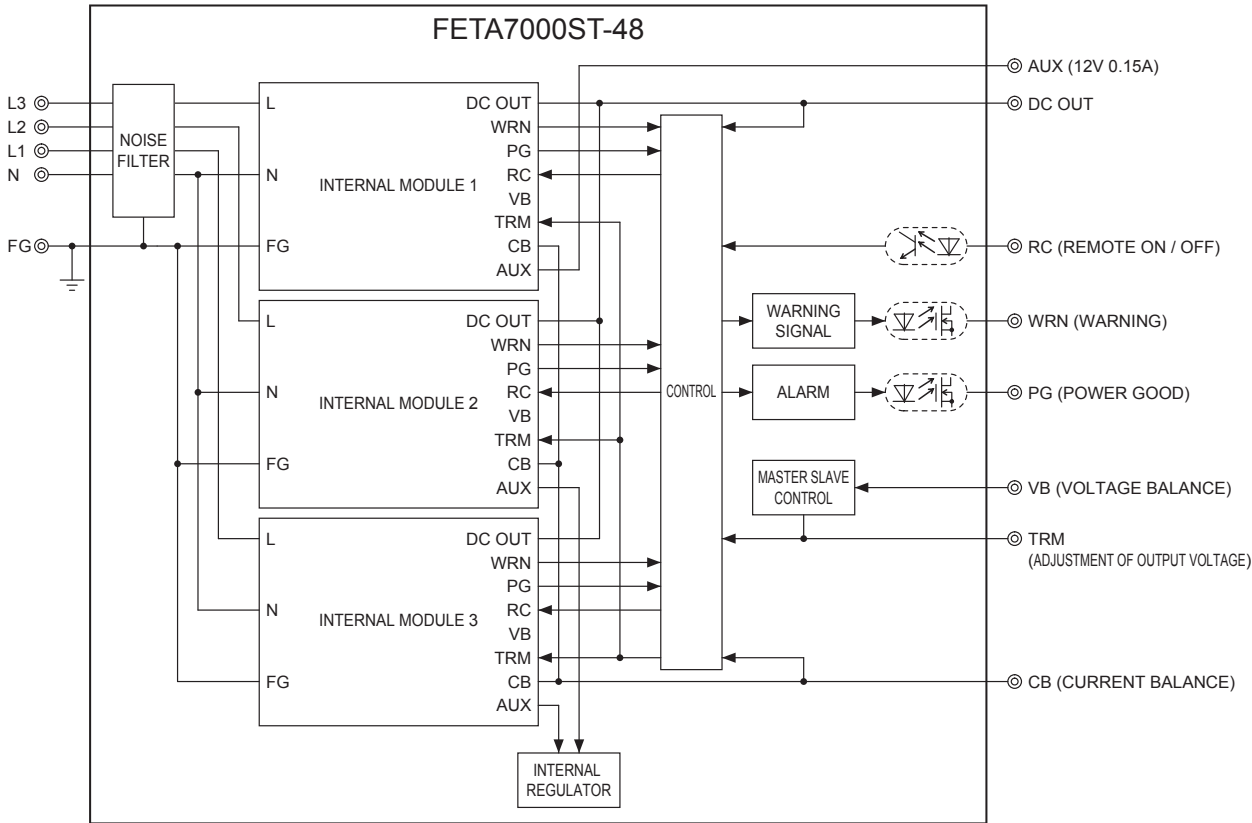 FETA7000ST-48
L3
L2
L1
N
FG
NOISE
FILTER
L
N
FG
INTERNAL MODULE 1
DC OUT
WRN
PG
RC
VB
TRM
CB
AUX
L
N
FG
INTERNAL MODULE 2
DC OUT
WRN
PG
RC
VB
TRM
CB
AUX
L
N
FG
INTERNAL MODULE 3
DC OUT
WRN
PG
RC
VB
TRM
CB
AUX
INTERNAL
REGULATOR
CONTROL
WARNING
SIGNAL
ALARM
MASTER SLAVE
CONTROL
AUX (12V 0.15A)
DC OUT
RC (REMOTE ON / OFF)
WRN (WARNING)
PG (POWER GOOD)
VB (VOLTAGE BALANCE)
TRM
(ADJUSTMENT OF OUTPUT VOLTAGE)
CB (CURRENT BALANCE)